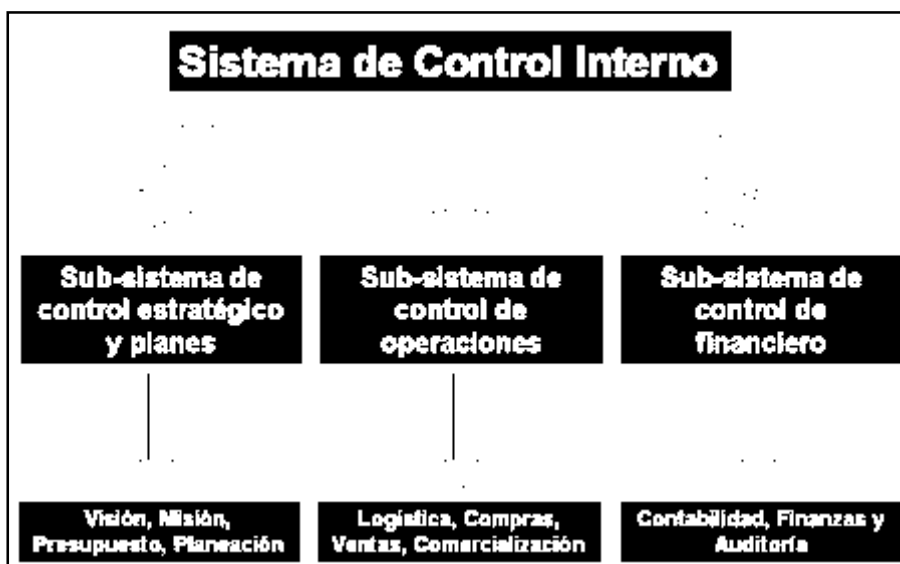 Sistema de Control Interno
Sub-sistema de
control estratégico
y planes
Sub-sistema de
control de
operaciones
Sub-sistema de
control de
financiero
Visión, Misión,
Presupuesto, Planeación
Logística, Compras,
Ventas, Comercialización
Contabilidad, Finanzas y
Auditoría